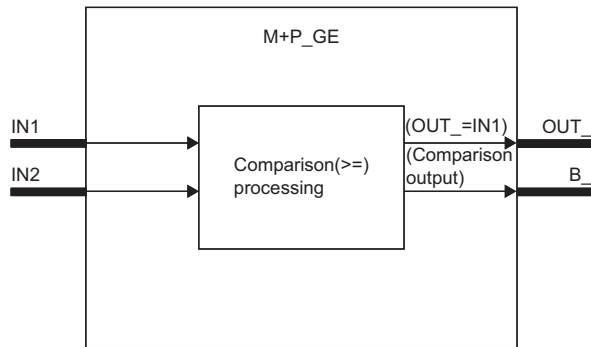 M+P_GE
IN1
(OUT_=IN1)
OUT_
(Comparison
output)
IN2
B_
Comparison(>=)
processing